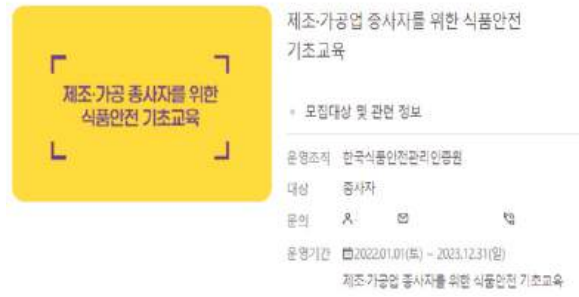 제조·가공 종사자를 위한
식품안전 기초교육
제조·가공업 종사자를 위한 식품안전
기초교육
모집대상 및 관련 정보
운영조직 한국식품안전관리인증원
대상 종사자
문의
운영기간 2022.01.01(토) ~ 2023.12.31(일)
제조·가공업 종사자를 위한 식품안전 기초교육